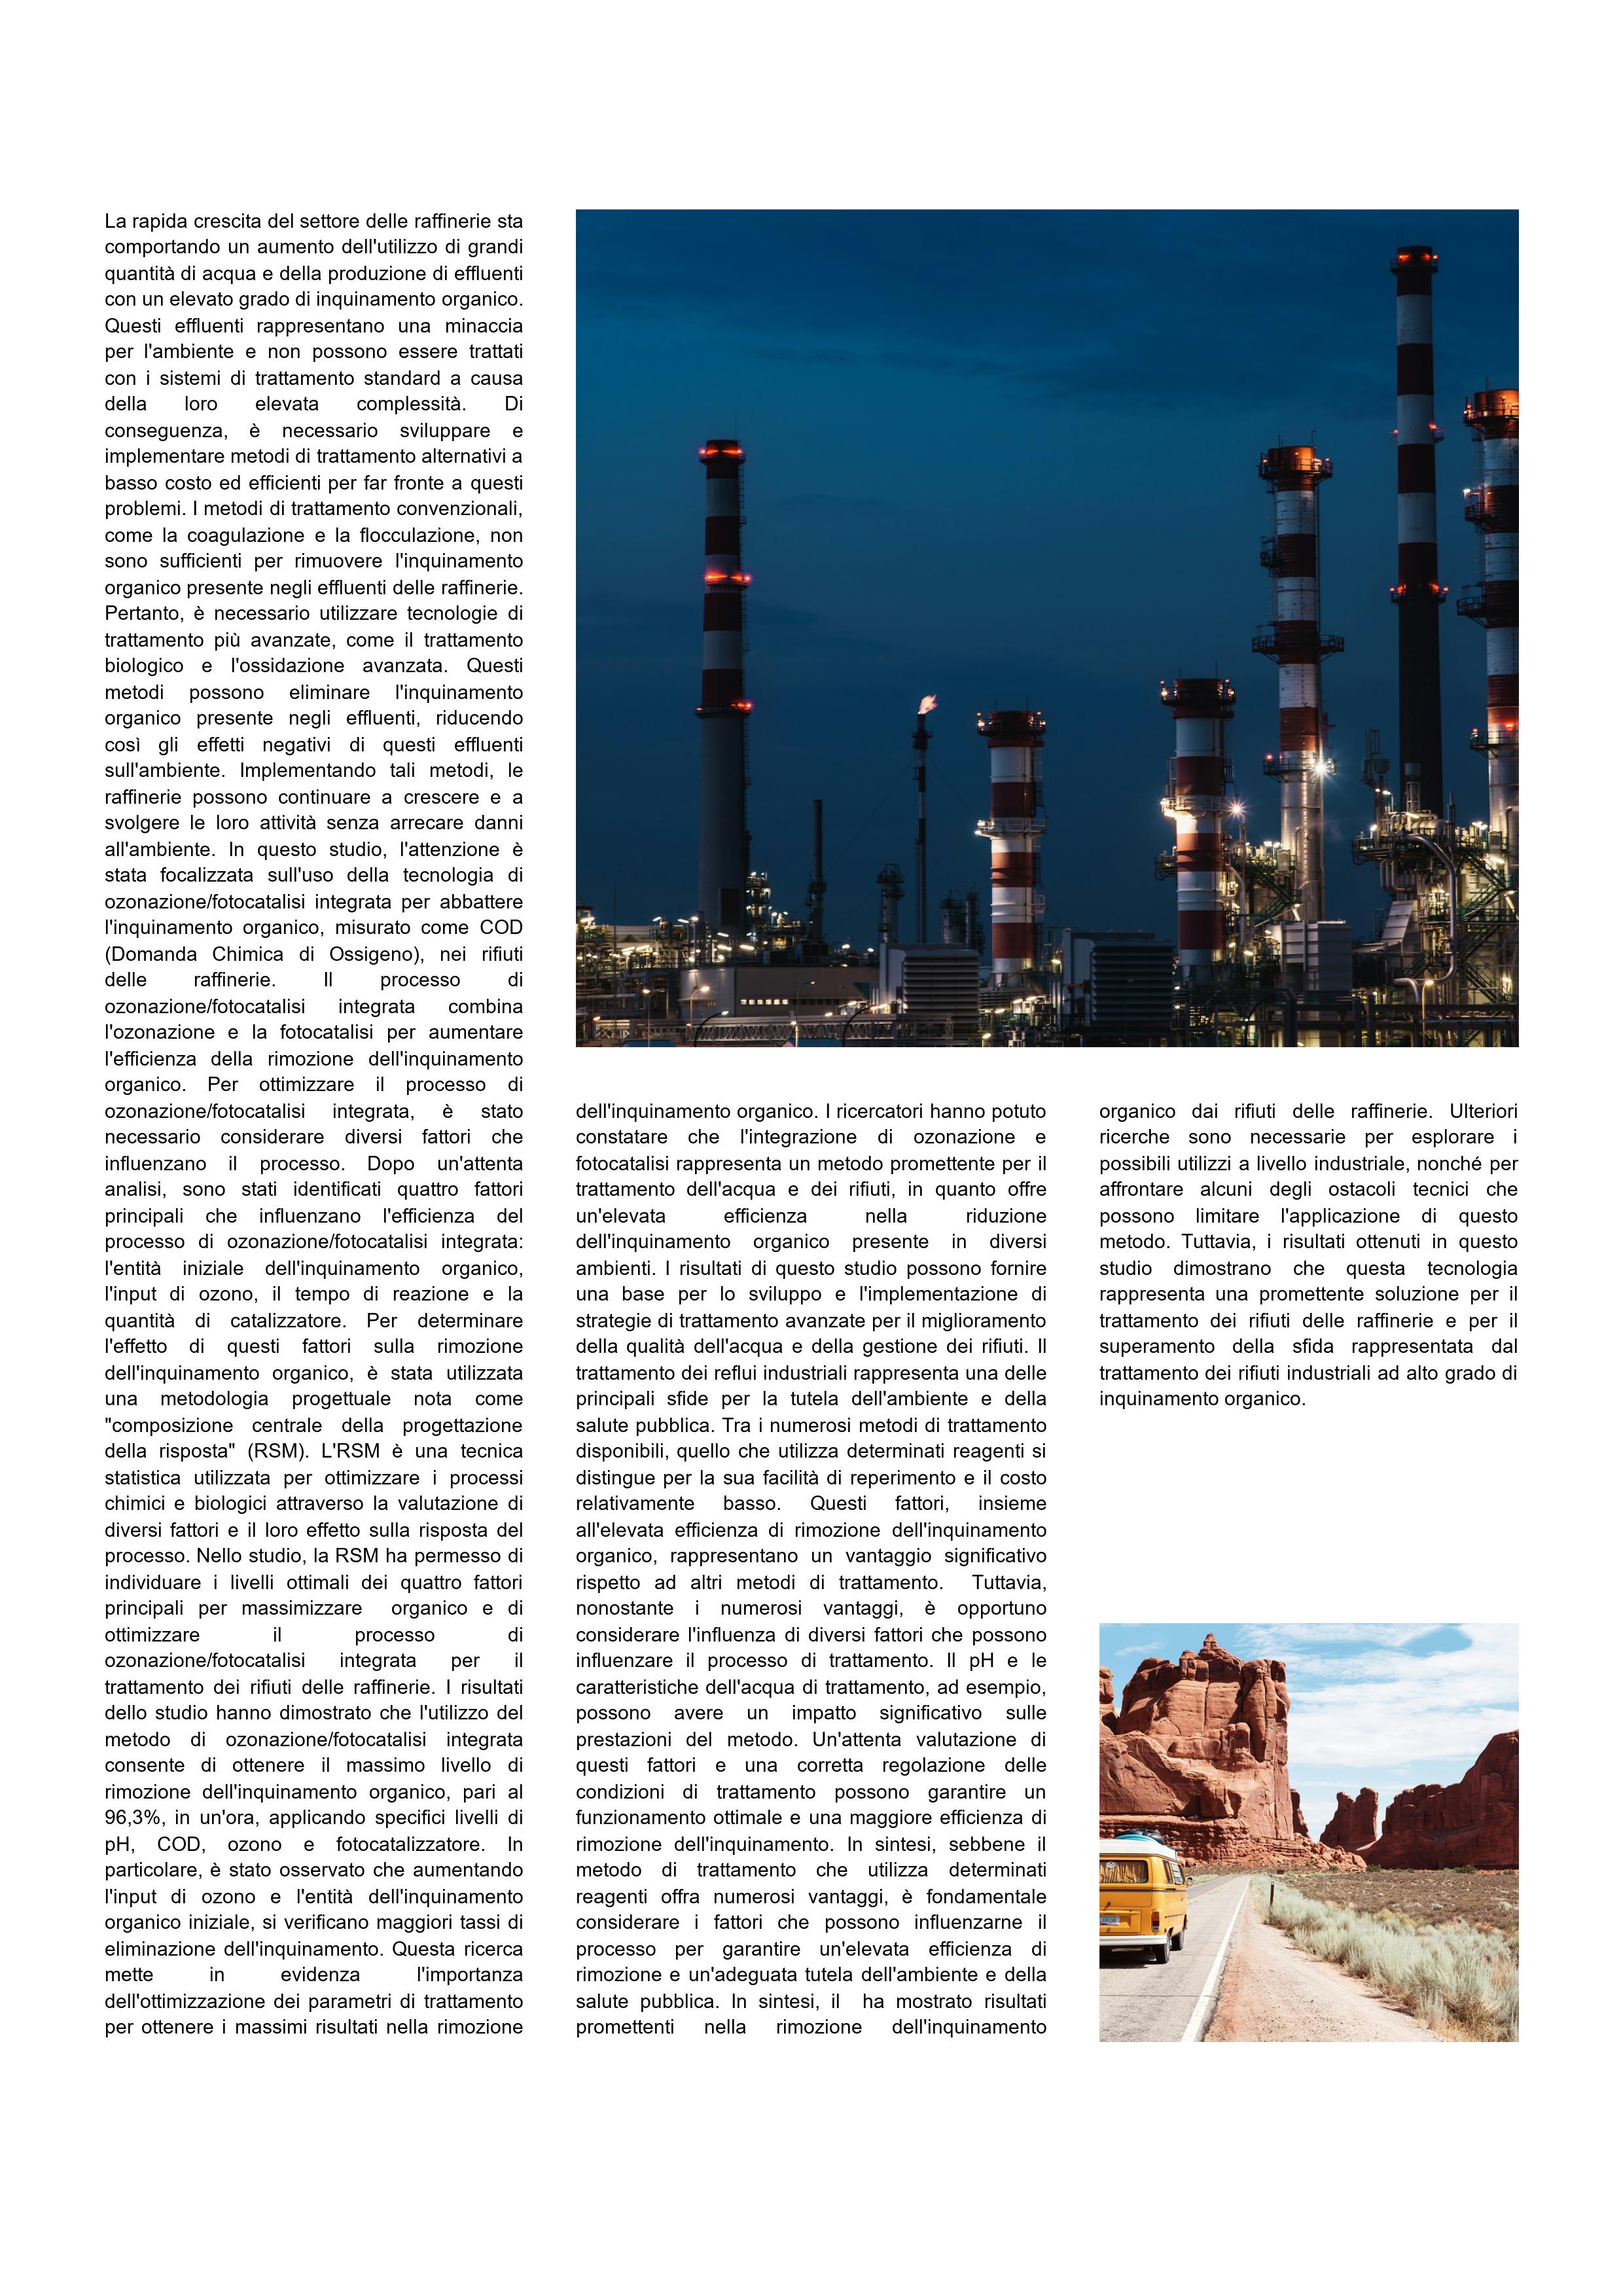 La rapida crescita del settore delle raffinerie sta
comportando un aumento dell'utilizzo di grandi
quantità di acqua e della produzione di effluenti
con un elevato grado di inquinamento organico.
Questi effluenti rappresentano una minaccia
per l'ambiente e non possono essere trattati
con i sistemi di trattamento standard a causa
della loro elevata complessità. Di
conseguenza, è necessario sviluppare e
implementare metodi di trattamento alternativi a
basso costo ed efficienti per far fronte a questi
problemi. I metodi di trattamento convenzionali,
come la coagulazione e la flocculazione, non
sono sufficienti per rimuovere l'inquinamento
organico presente negli effluenti delle raffinerie.
Pertanto, è necessario utilizzare tecnologie di
trattamento più avanzate, come il trattamento
biologico e l'ossidazione avanzata. Questi
metodi possono eliminare l'inquinamento
organico presente negli effluenti, riducendo
così gli effetti negativi di questi effluenti
sull'ambiente. Implementando tali metodi, le
raffinerie possono continuare a crescere e a
svolgere le loro attività senza arrecare danni
all'ambiente. In questo studio, l'attenzione è
stata focalizzata sull'uso della tecnologia di
ozonazione/fotocatalisi integrata per abbattere
l'inquinamento organico, misurato come COD
(Domanda Chimica di Ossigeno), nei rifiuti
delle raffinerie. Il processo di
ozonazione/fotocatalisi integrata combina
l'ozonazione e la fotocatalisi per aumentare
l'efficienza della rimozione dell'inquinamento
organico. Per ottimizzare il processo di
ozonazione/fotocatalisi integrata, è stato
necessario considerare diversi fattori che
influenzano il processo. Dopo un'attenta
analisi, sono stati identificati quattro fattori
principali che influenzano l'efficienza del
processo di ozonazione/fotocatalisi integrata:
l'entità iniziale dell'inquinamento organico,
l'input di ozono, il tempo di reazione e la
quantità di catalizzatore. Per determinare
l'effetto di questi fattori sulla rimozione
dell'inquinamento organico, è stata utilizzata
una metodologia progettuale nota come
"composizione centrale della progettazione
della risposta" (RSM). L'RSM è una tecnica
statistica utilizzata per ottimizzare i processi
chimici e biologici attraverso la valutazione di
diversi fattori e il loro effetto sulla risposta del
processo. Nello studio, la RSM ha permesso di
individuare i livelli ottimali dei quattro fattori
principali per massimizzare organico e di
ottimizzare il processo di
ozonazione/fotocatalisi integrata per il
trattamento dei rifiuti delle raffinerie. I risultati
dello studio hanno dimostrato che l'utilizzo del
metodo di ozonazione/fotocatalisi integrata
consente di ottenere il massimo livello di
rimozione dell'inquinamento organico, pari al
96,3%, in un'ora, applicando specifici livelli di
pH, COD, ozono e fotocatalizzatore. In
particolare, è stato osservato che aumentando
l'input di ozono e l'entità dell'inquinamento
organico iniziale, si verificano maggiori tassi di
eliminazione dell'inquinamento. Questa ricerca
mette in evidenza l'importanza
dell'ottimizzazione dei parametri di trattamento
per ottenere i massimi risultati nella rimozione
dell'inquinamento organico. I ricercatori hanno potuto
constatare che l'integrazione di ozonazione e
fotocatalisi rappresenta un metodo promettente per il
trattamento dell'acqua e dei rifiuti, in quanto offre
un'elevata efficienza nella riduzione
dell'inquinamento organico presente in diversi
ambienti. I risultati di questo studio possono fornire
una base per lo sviluppo e l'implementazione di
strategie di trattamento avanzate per il miglioramento
della qualità dell'acqua e della gestione dei rifiuti. Il
trattamento dei reflui industriali rappresenta una delle
principali sfide per la tutela dell'ambiente e della
salute pubblica. Tra i numerosi metodi di trattamento
disponibili, quello che utilizza determinati reagenti si
distingue per la sua facilità di reperimento e il costo
relativamente basso. Questi fattori, insieme
all'elevata efficienza di rimozione dell'inquinamento
organico, rappresentano un vantaggio significativo
rispetto ad altri metodi di trattamento. Tuttavia,
nonostante i numerosi vantaggi, è opportuno
considerare l'influenza di diversi fattori che possono
influenzare il processo di trattamento. Il pH e le
caratteristiche dell'acqua di trattamento, ad esempio,
possono avere un impatto significativo sulle
prestazioni del metodo. Un'attenta valutazione di
questi fattori e una corretta regolazione delle
condizioni di trattamento possono garantire un
funzionamento ottimale e una maggiore efficienza di
rimozione dell'inquinamento. In sintesi, sebbene il
metodo di trattamento che utilizza determinati
reagenti offra numerosi vantaggi, è fondamentale
considerare i fattori che possono influenzarne il
processo per garantire un'elevata efficienza di
rimozione e un'adeguata tutela dell'ambiente e della
salute pubblica. In sintesi, il ha mostrato risultati
promettenti nella rimozione dell'inquinamento
organico dai rifiuti delle raffinerie. Ulteriori
ricerche sono necessarie per esplorare i
possibili utilizzi a livello industriale, nonché per
affrontare alcuni degli ostacoli tecnici che
possono limitare l'applicazione di questo
metodo. Tuttavia, i risultati ottenuti in questo
studio dimostrano che questa tecnologia
rappresenta una promettente soluzione per il
trattamento dei rifiuti delle raffinerie e per il
superamento della sfida rappresentata dal
trattamento dei rifiuti industriali ad alto grado di
inquinamento organico.